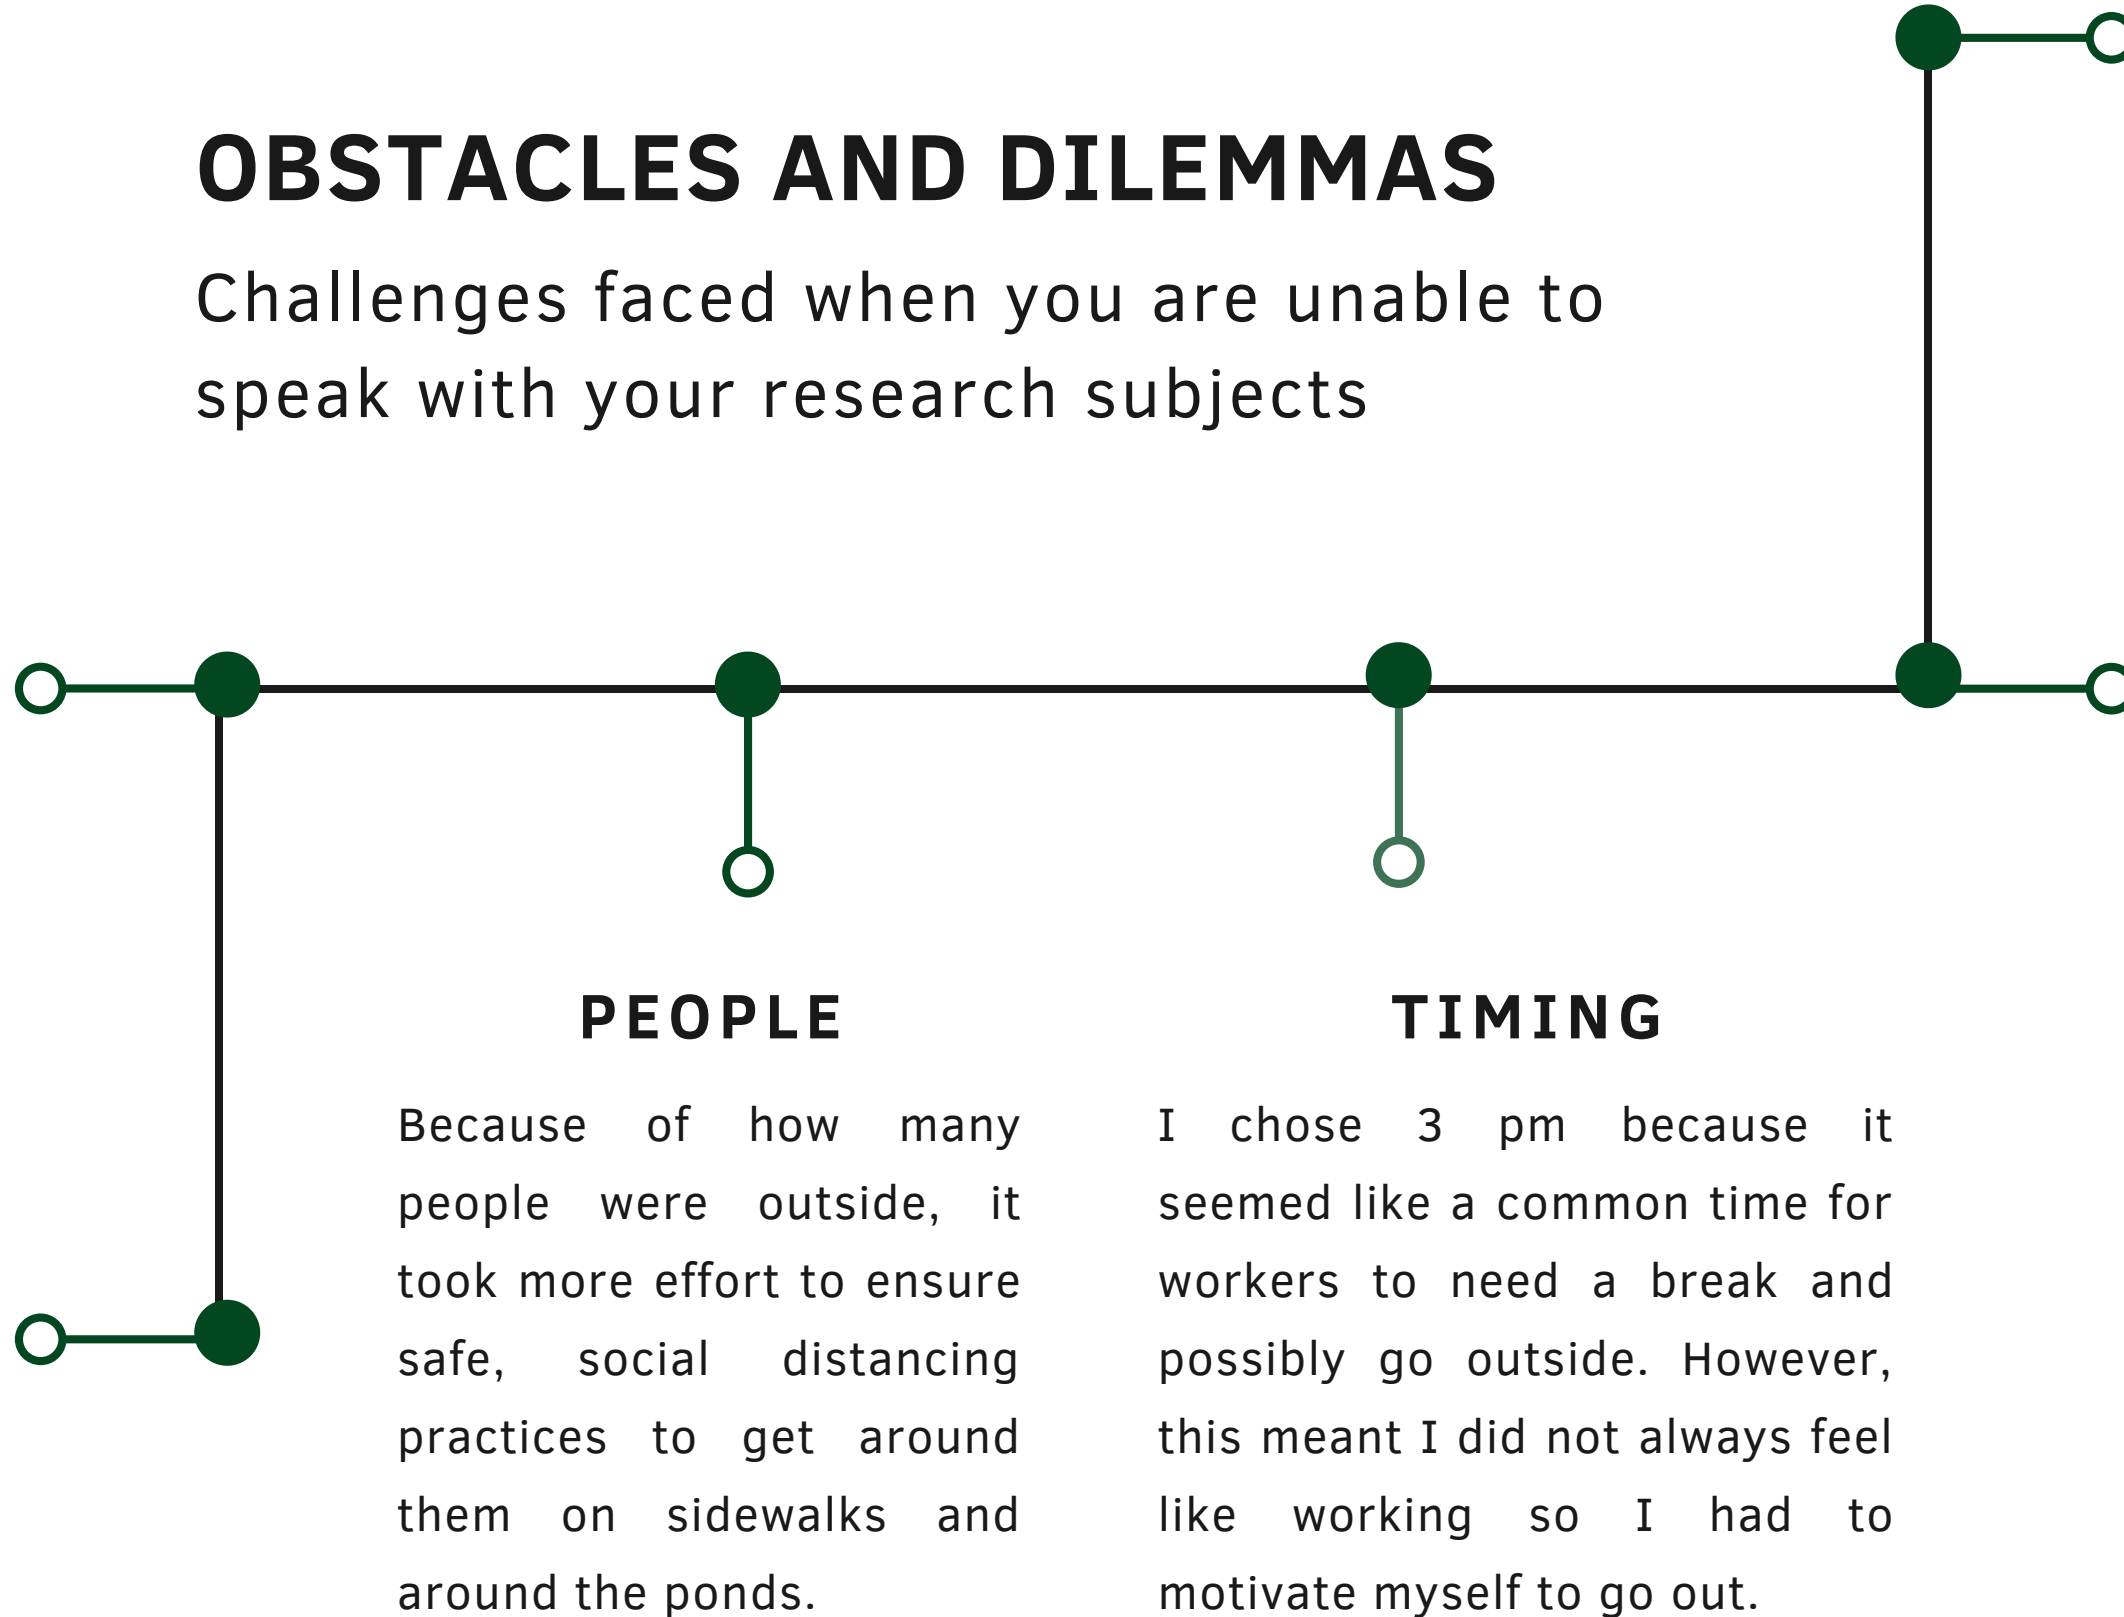 OBSTACLES AND DILEMMAS
Challenges faced when you are unable to
speak with your research subjects
PEOPLE
Because of how many
people were outside, it
took more effort to ensure
safe, social distancing
practices to get around
them on sidewalks and
around the ponds.
TIMING
I chose 3 pm because it
seemed like a common time for
workers to need a break and
possibly go outside. However,
this meant I did not always feel
like working so I had to
motivate myself to go out.